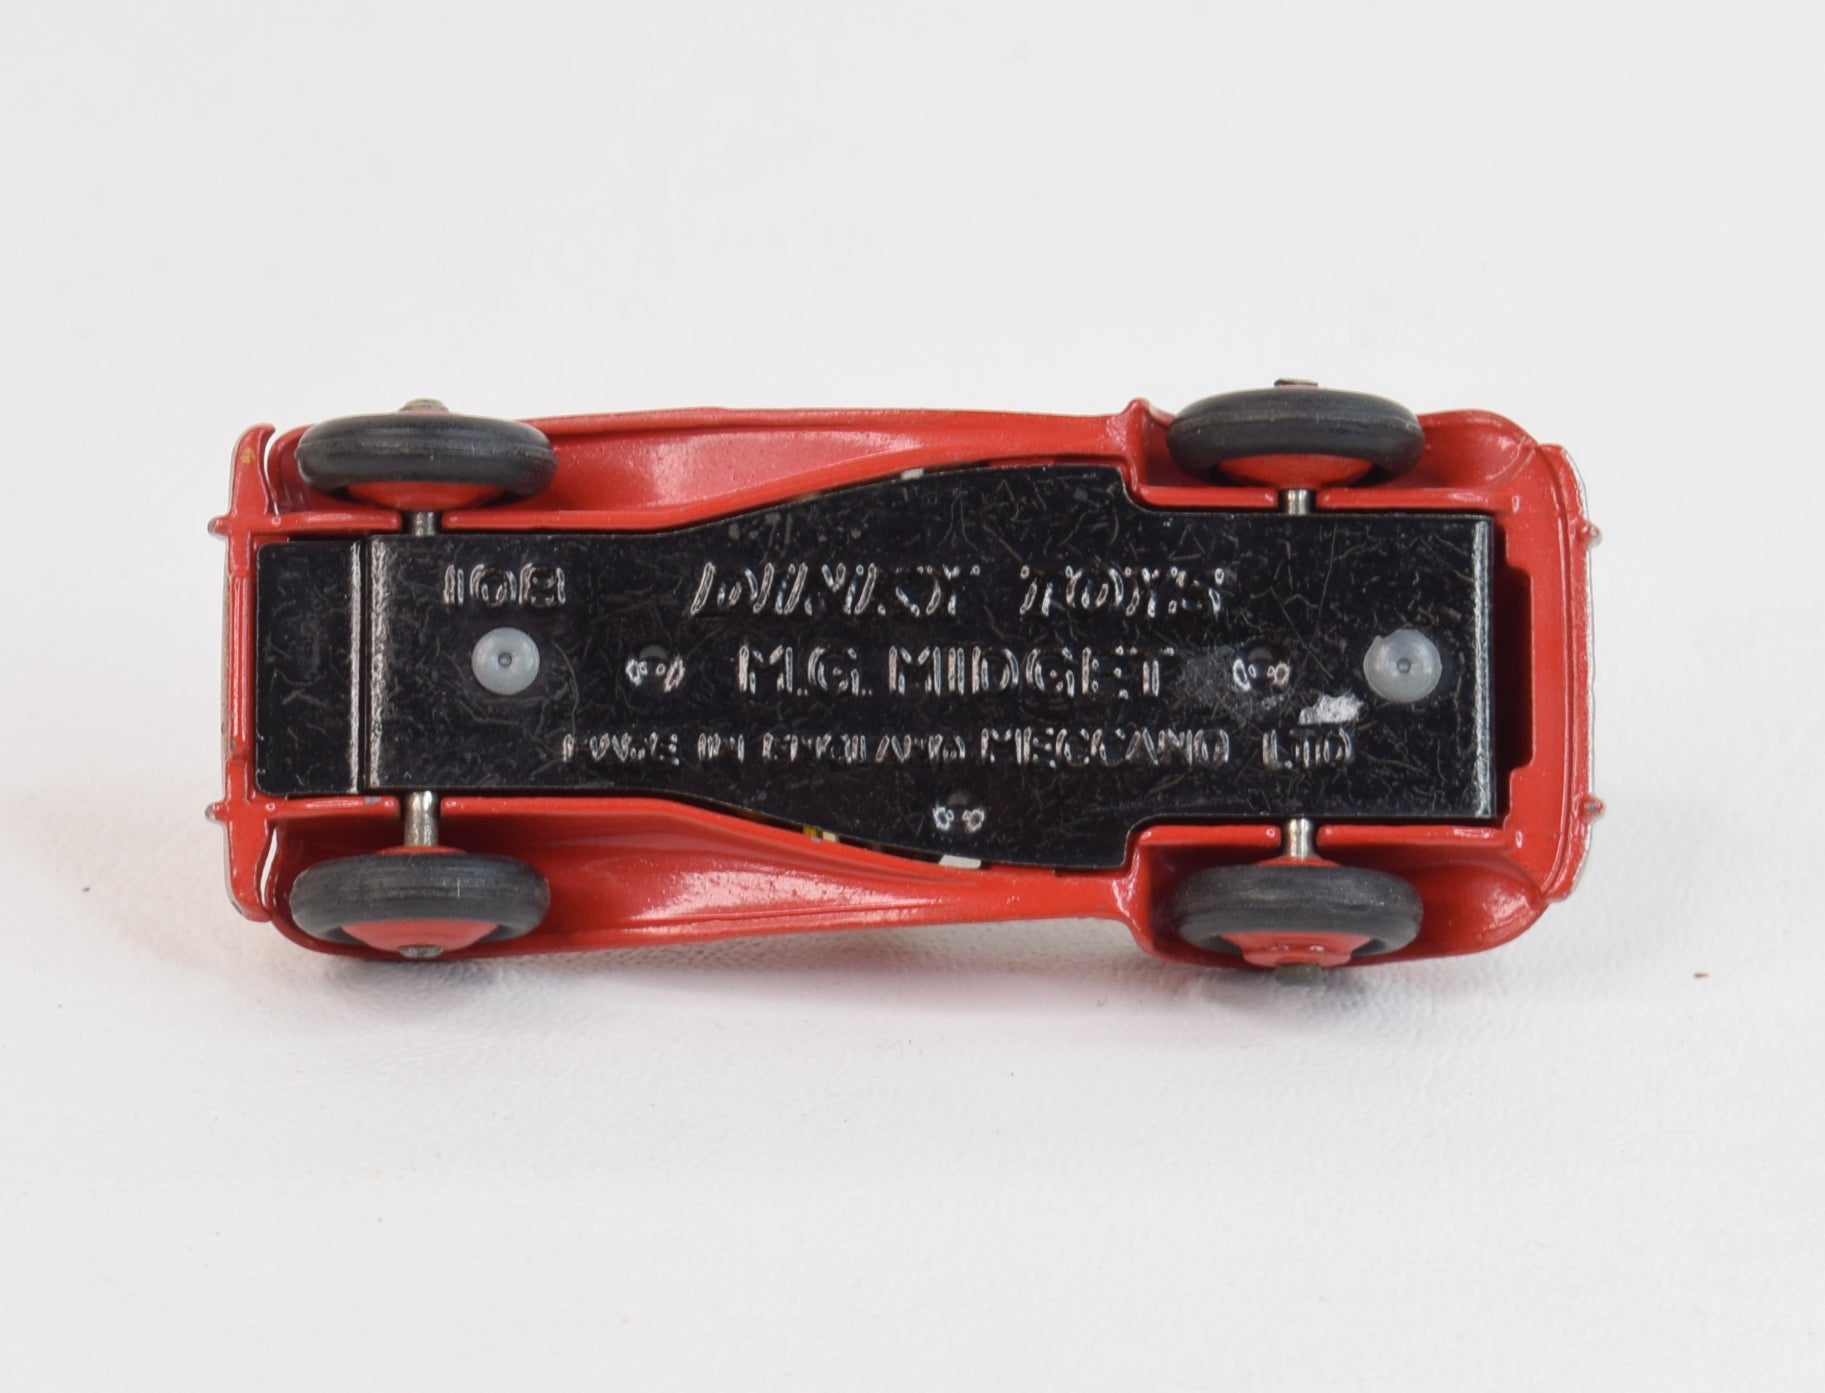 108 DINKY TOYS
M.G. MIDGET
MADE IN ENGLAND MECCANO LTD